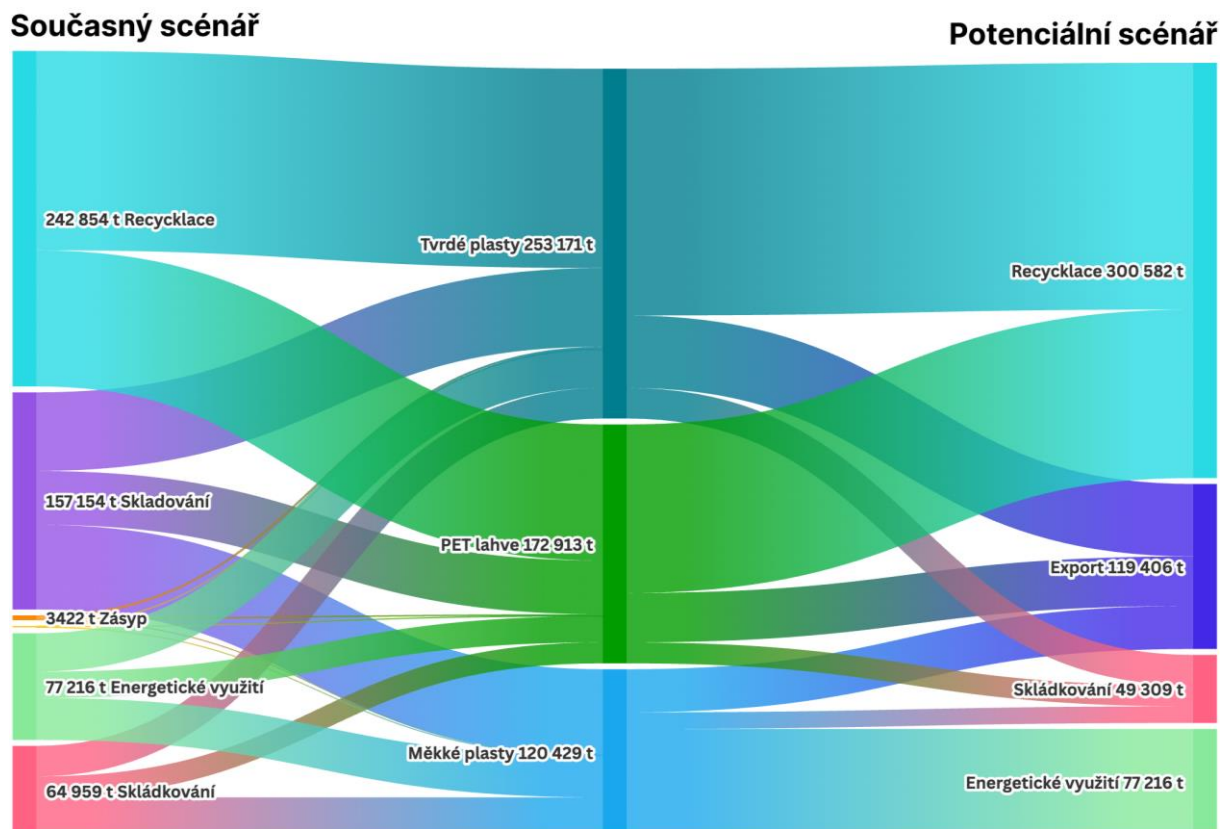 Současný scénář
Potenciální scénář
242 854 t Recycklace
Tvrdé plasty 253 171 t
Recycklace 300 582 t
157 154 t Skladování
PET lahve 172 913 t
Export 119 406 t
3422 t Zásyp
77 216 t Energetické využití
Skládkování 49 309 t
Měkké plasty 120 429 t
64 959 t Skládkování
Energetické využití 77 216 t